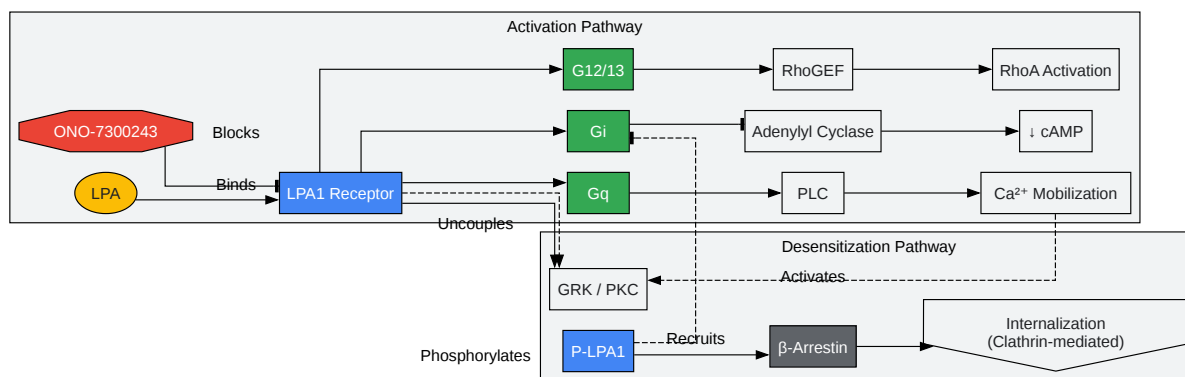 Activation Pathway
G12/13
RhoGEF
RhoA Activation
ONO-7300243
Blocks
Gi
Adenylyl Cyclase
↓ cAMP
LPA
Binds
LPA1 Receptor
Gq
PLC
Ca²⁺ Mobilization
Uncouples
Desensitization Pathway
GRK / PKC
Activates
Phosphorylates
P-LPA1
Recruits
β-Arrestin
Internalization
(Clathrin-mediated)